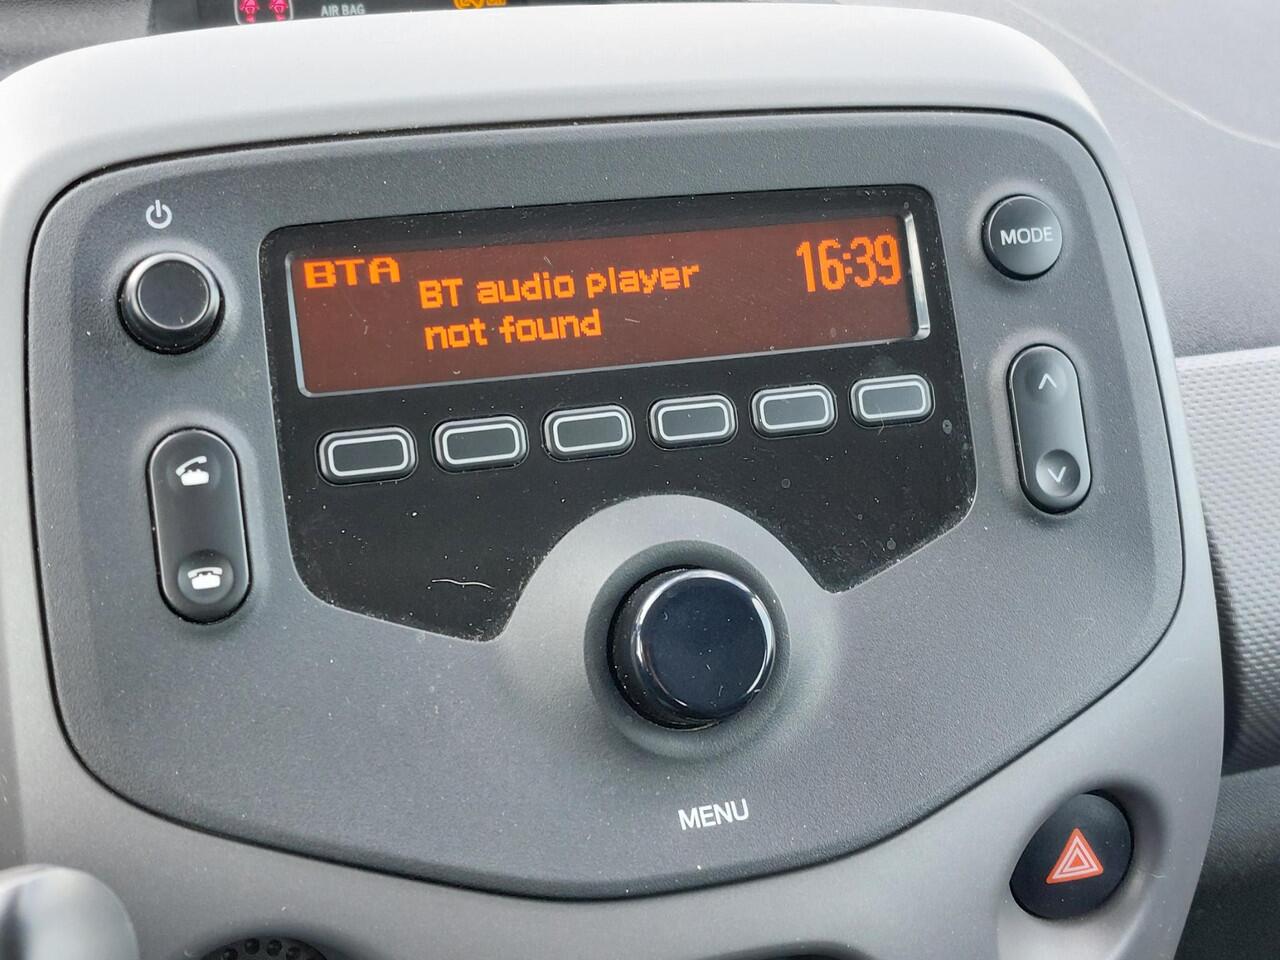 AIR BAG
BTA
BT audio player
not found
16:39
MODE
MENU